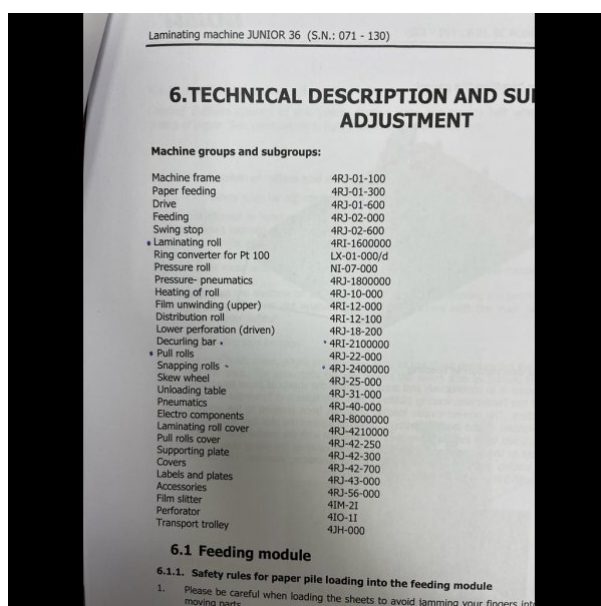 Laminating machine JUNIOR 36 (S.N.: 071 - 130)
6.TECHNICAL DESCRIPTION AND
ADJUSTMENT
Machine groups and subgroups:
Machine frame 4RJ-01-100
Paper feeding 4RJ-01-300
Drive 4RJ-01-600
Feeding 4RJ-02-000
Swing stop 4RJ-02-600
Laminating roll 4RI-1600000
Ring converter for Pt 100 LX-01-000/d
Pressure roll NI-07-000
Pressure- pneumatics 4RJ-1800000
Heating of roll 4RJ-10-000
Film unwinding (upper) 4RI-12-000
Distribution roll 4RI-12-100
Lower perforation (driven) 4RJ-18-200
Decurling bar 4RI-2100000
Pull rolls 4RJ-22-000
Snapping rolls 4RJ-2400000
Skew wheel 4RJ-25-000
Unloading table 4RJ-31-000
Pneumatics 4RJ-40-000
Electro components 4RJ-8000000
Laminating roll cover 4RJ-4210000
Pull rolls cover 4RJ-42-250
Supporting plate 4RJ-42-300
Covers 4RJ-42-700
Labels and plates 4RJ-43-000
Accessories 4RJ-56-000
Film slitter 4IM-2I
Perforator 4IO-1I
Transport trolley 4JH-000
6.1 Feeding module
6.1.1. Safety rules for paper pile loading into the feeding module
1. Please be careful when loading the sheets to avoid jamming your fingers into
moving parts